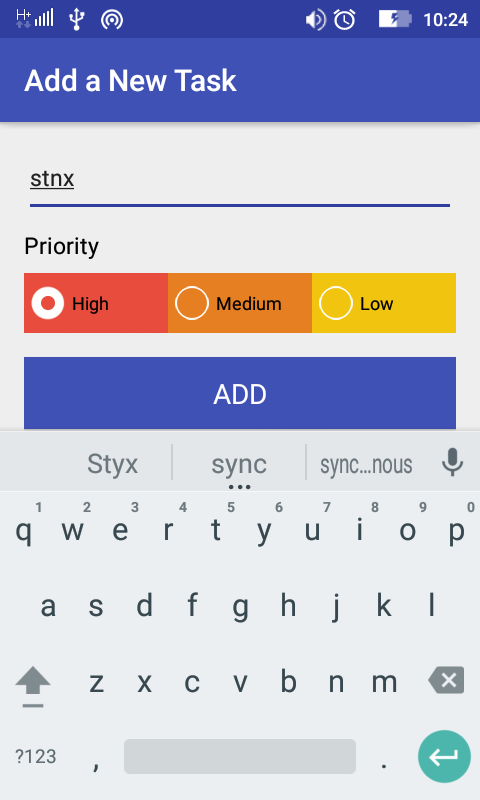 H+ 10:24
Add a New Task
stnx
Priority
High Medium Low
ADD
Styx sync sync...nous
1 2 3 4 5 6 7 8 9 0
q w e r t y u i o p
a s d f g h j k l
z x c v b n m
?123 , .